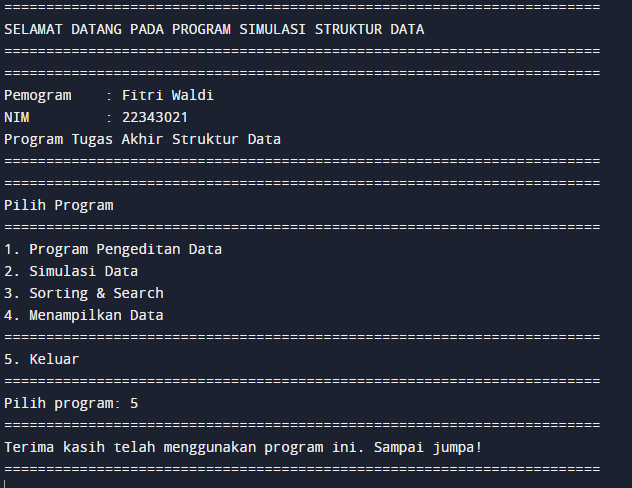 =======================================================================
SELAMAT DATANG PADA PROGRAM SIMULASI STRUKTUR DATA
=======================================================================
=======================================================================
Pemogram    : Fitri Waldi
NIM         : 22343021
Program Tugas Akhir Struktur Data
=======================================================================
=======================================================================
Pilih Program
=======================================================================
1. Program Pengeditan Data
2. Simulasi Data
3. Sorting & Search
4. Menampilkan Data
=======================================================================
5. Keluar
=======================================================================
Pilih program: 5
=======================================================================
Terima kasih telah menggunakan program ini. Sampai jumpa!
=======================================================================